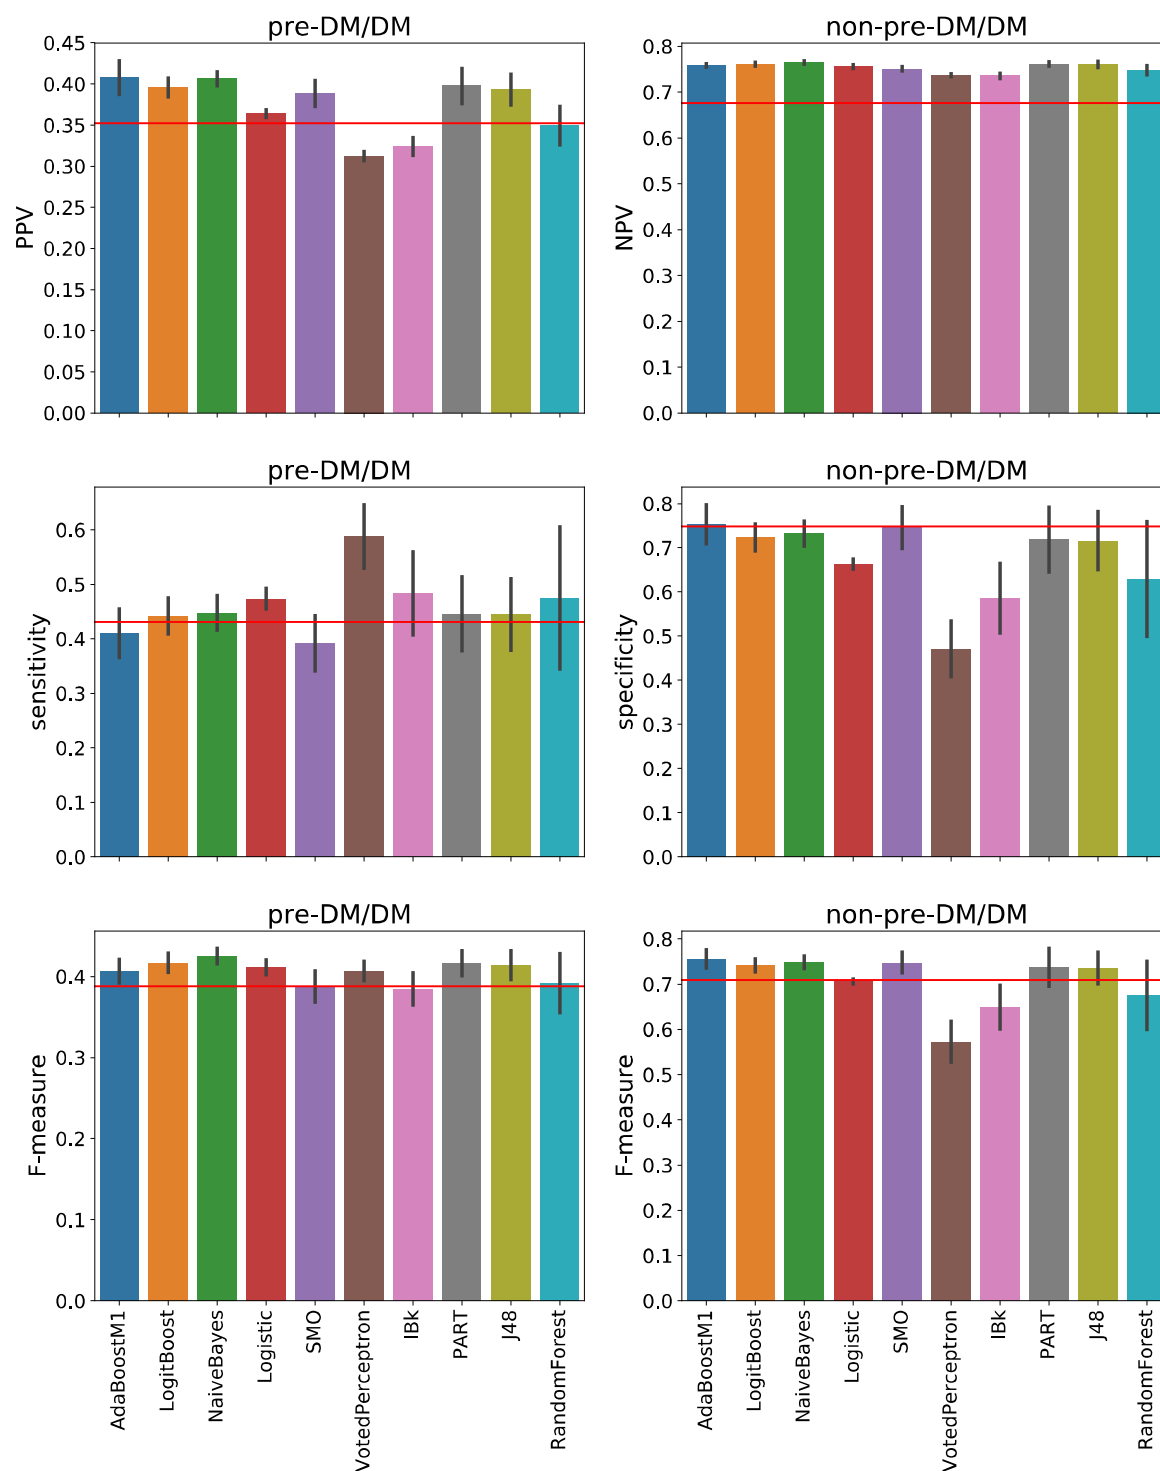 pre-DM/DM
non-pre-DM/DM
0.45
0.40
0.35
0.30
0.25
0.20
0.15
0.10
0.05
0.00
PPV
0.8
0.7
0.6
0.5
0.4
0.3
0.2
0.1
0.0
NPV
pre-DM/DM
non-pre-DM/DM
0.6
0.5
0.4
0.3
0.2
0.1
0.0
sensitivity
0.8
0.7
0.6
0.5
0.4
0.3
0.2
0.1
0.0
specificity
pre-DM/DM
non-pre-DM/DM
0.4
0.3
0.2
0.1
0.0
F-measure
0.8
0.7
0.6
0.5
0.4
0.3
0.2
0.1
0.0
F-measure
AdaBoostM1
LogitBoost
NaiveBayes
Logistic
SMO
VotedPerceptron
IBk
PART
J48
RandomForest
AdaBoostM1
LogitBoost
NaiveBayes
Logistic
SMO
VotedPerceptron
IBk
PART
J48
RandomForest